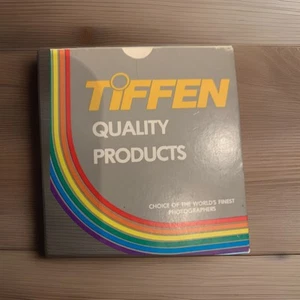 TIFFEN
QUALITY
PRODUCTS
CHOICE OF THE WORLD'S FINEST
PHOTOGRAPHERS